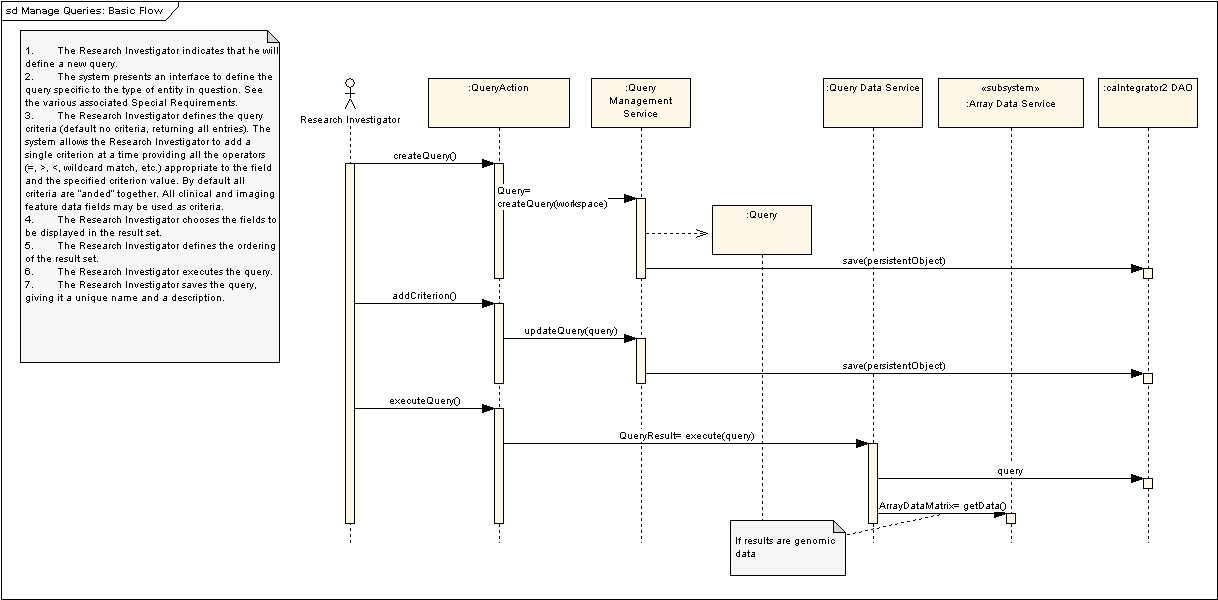 sd Manage Queries: Basic Flow
1. The Research Investigator indicates that he will
define a new query.
2. The system presents an interface to define the
query specific to the type of entity in question. See
the various associated Special Requirements.
3. The Research Investigator defines the query
criteria (default no criteria, returning all entries). The
system allows the Research Investigator to add a
single criterion at a time providing all the operators
(=, >, <, wildcard match, etc.) appropriate to the field
and the specified criterion value. By default all
criteria are "anded" together. All clinical and imaging
feature data fields may be used as criteria.
4. The Research Investigator chooses the fields to
be displayed in the result set.
5. The Research Investigator defines the ordering
of the result set.
6. The Research Investigator executes the query.
7. The Research Investigator saves the query,
giving it a unique name and a description.
Research Investigator
:QueryAction
:Query
Management
Service
:Query Data Service
«subsystem»
:Array Data Service
:caIntegrator2 DAO
createQuery()
Query=
createQuery(workspace)
:Query
save(persistentObject)
addCriterion()
updateQuery(query)
save(persistentObject)
executeQuery()
QueryResult= execute(query)
query
ArrayDataMatrix= getData()
If results are genomic
data